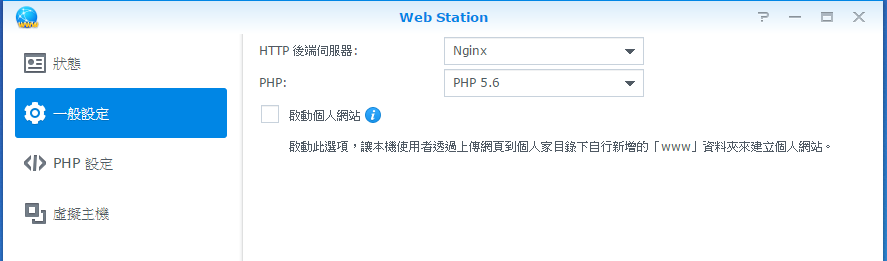 Web Station
狀態
一般設定
PHP 設定
虛擬主機
HTTP 後端伺服器:
Nginx
PHP:
PHP 5.6
啟動個人網站
啟動此選項，讓本機使用者透過上傳網頁到個人家目錄下自行新增的「www」資料夾來建立個人網站。